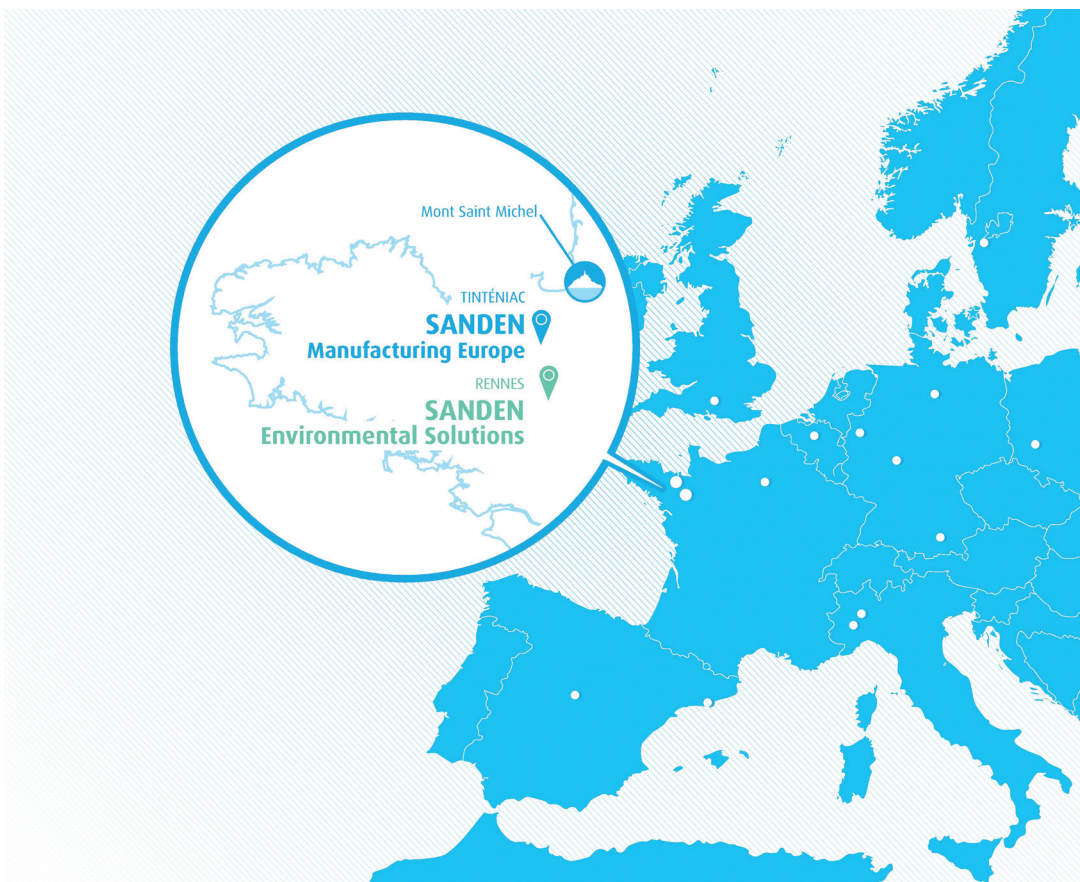 Mont Saint Michel
TINTÉNIAC
SANDEN
Manufacturing Europe
RENNES
SANDEN
Environmental Solutions